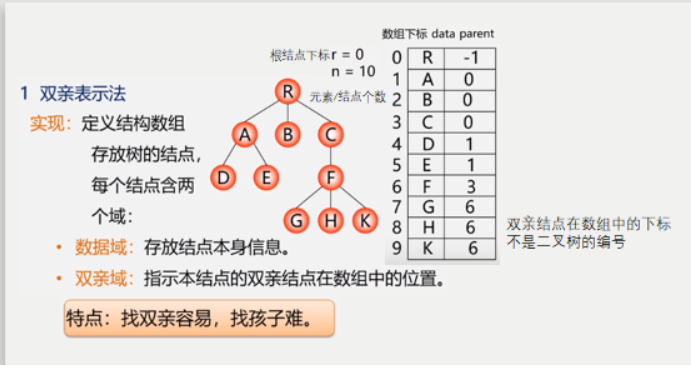 数组下标 data parent
根结点下标r = 0
n = 10
元素/结点个数
1 双亲表示法
实现：定义结构数组
存放树的结点，
每个结点含两
个域：
• 数据域：存放结点本身信息。
• 双亲域：指示本结点的双亲结点在数组中的位置。
特点：找双亲容易，找孩子难。
R
A B C
D E F
G H K
0 R -1
1 A 0
2 B 0
3 C 0
4 D 1
5 E 1
6 F 3
7 G 6
8 H 6
9 K 6
双亲结点在数组中的下标
不是二叉树的编号